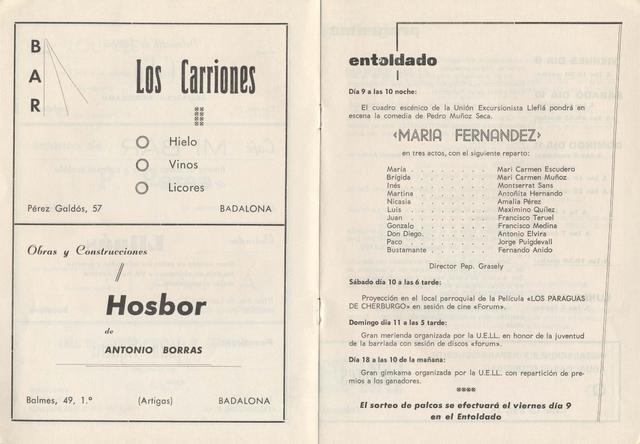 BAR
Los Carriones
Hielo
Vinos
Licores
Pérez Galdós, 57 BADALONA
Obras y Construcciones
Hosbor
de
ANTONIO BORRAS
Balmes, 49, 1.º (Artigas) BADALONA
entoldado
Día 9 a las 10 noche:
El cuadro escénico de la Unión Excursionista Llefiá pondrá en
escena la comedia de Pedro Muñoz Seca.
«MARIA FERNANDEZ»
en tres actos, con el siguiente reparto:
María . . . . . . . . Mari Carmen Escudero
Brígida . . . . . . . . Mari Carmen Muñoz
Inés . . . . . . . . Montserrat Sans
Martina . . . . . . . . Antoñita Hernando
Nicasia . . . . . . . . Amalia Pérez
Luis . . . . . . . . Maximino Quílez
Juan . . . . . . . . Francisco Teruel
Gonzalo . . . . . . . . Francisco Medina
Don Diego. . . . . . . . Antonio Elvira
Paco . . . . . . . . Jorge Puigdevall
Bustamante . . . . . . . . Fernando Anido
Director Pep. Grasely
Sábado día 10 a las 6 tarde:
Proyección en el local parroquial de la Película «LOS PARAGUAS
DE CHERBURGO» en sesión de cine «Forum».
Domingo día 11 a las 5 tarde:
Gran merienda organizada por la U.E.LL. en honor de la juventud
de la barriada con sesión de discos «forum».
Día 18 a las 10 de la mañana:
Gran gimkama organizada por la U.E.LL. con repartición de pre-
mios a los ganadores.
El sorteo de palcos se efectuará el viernes día 9
en el Entoldado